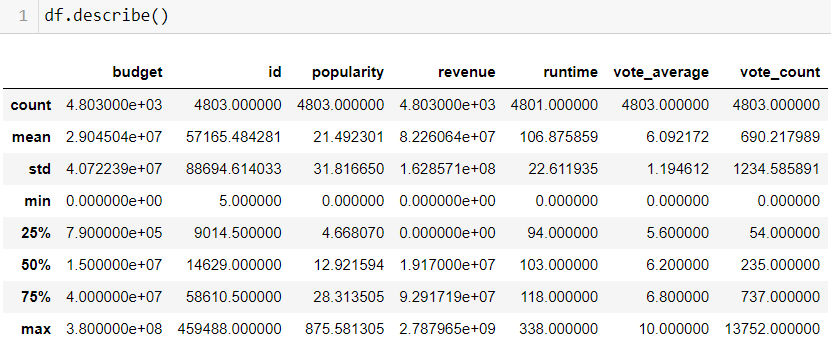 1 df.describe()
budget id popularity revenue runtime vote_average vote_count
count 4.803000e+03 4803.000000 4803.000000 4.803000e+03 4801.000000 4803.000000 4803.000000
mean 2.904504e+07 57165.484281 21.492301 8.226064e+07 106.875859 6.092172 690.217989
std 4.072239e+07 88694.614033 31.816650 1.628571e+08 22.611935 1.194612 1234.585891
min 0.000000e+00 5.000000 0.000000 0.000000e+00 0.000000 0.000000 0.000000
25% 7.900000e+05 9014.500000 4.668070 0.000000e+00 94.000000 5.600000 54.000000
50% 1.500000e+07 14629.000000 12.921594 1.917000e+07 103.000000 6.200000 235.000000
75% 4.000000e+07 58610.500000 28.313505 9.291719e+07 118.000000 6.800000 737.000000
max 3.800000e+08 459488.000000 875.581305 2.787965e+09 338.000000 10.000000 13752.000000